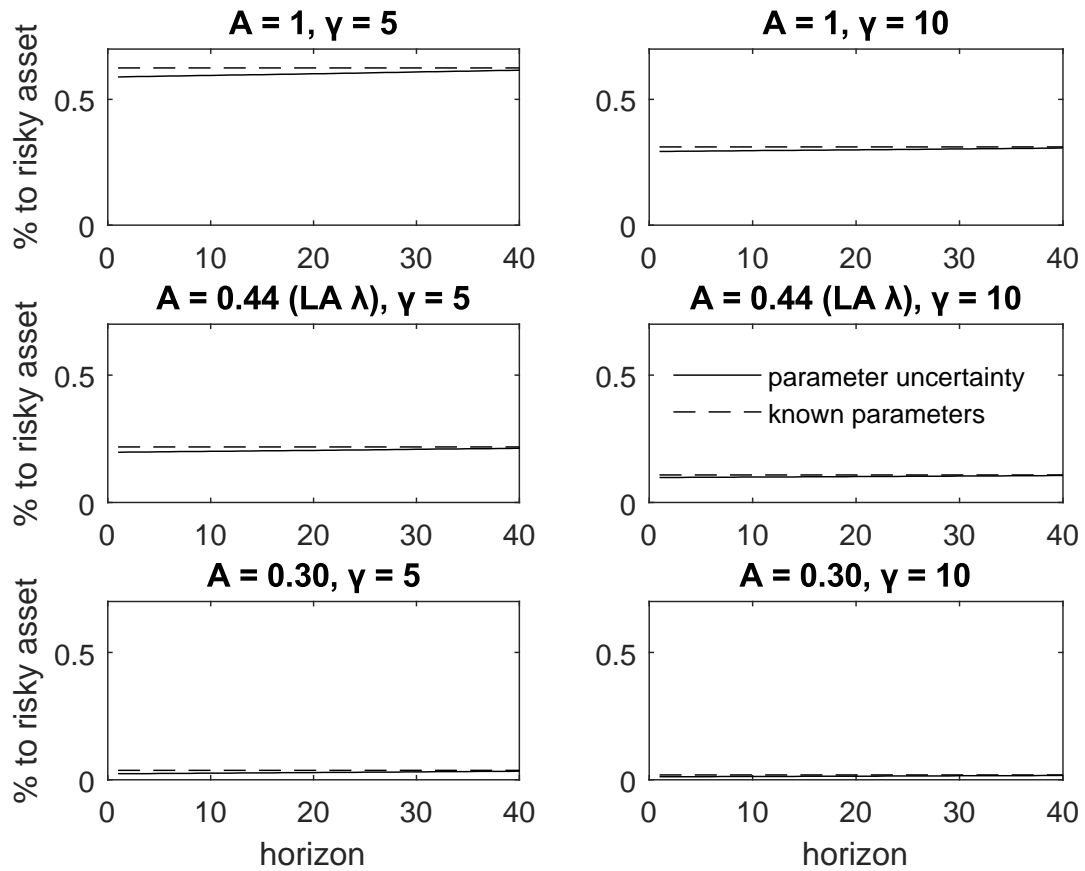 A = 1, γ = 5
A = 1, γ = 10
% to risky asset
0.5
0
0 10 20 30 40
0.5
0
0 10 20 30 40
A = 0.44 (LA λ), γ = 5
A = 0.44 (LA λ), γ = 10
% to risky asset
0.5
0
0 10 20 30 40
0.5
parameter uncertainty
known parameters
0
0 10 20 30 40
A = 0.30, γ = 5
A = 0.30, γ = 10
% to risky asset
0.5
0
0 10 20 30 40
horizon
0.5
0
0 10 20 30 40
horizon